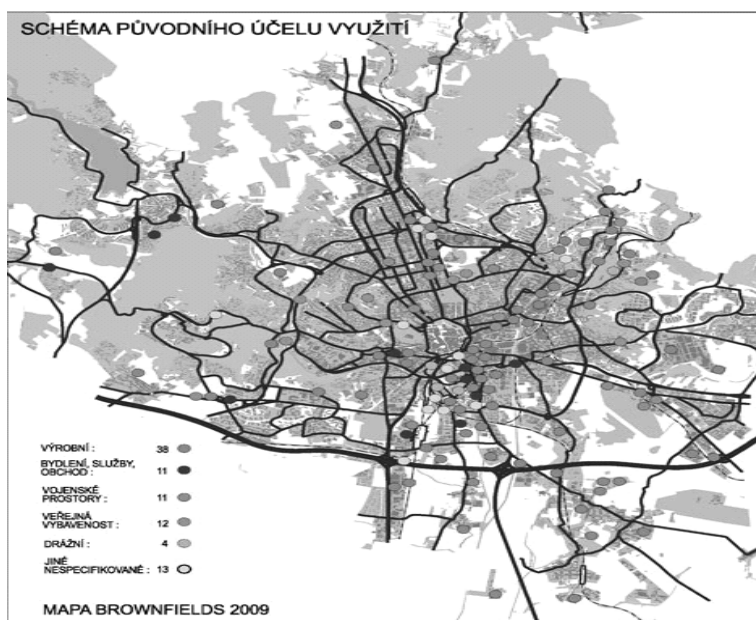 SCHÉMA PŮVODNÍHO ÚČELU VYUŽITÍ
VÝROBNÍ : 38
BYDLENÍ, SLUŽBY,
OBCHOD : 11
VOJENSKÉ
PROSTORY : 11
VEŘEJNÁ
VYBAVENOST : 12
DRÁŽNÍ : 4
JINÉ
NESPECIFIKOVANÉ : 13
MAPA BROWNFIELDS 2009